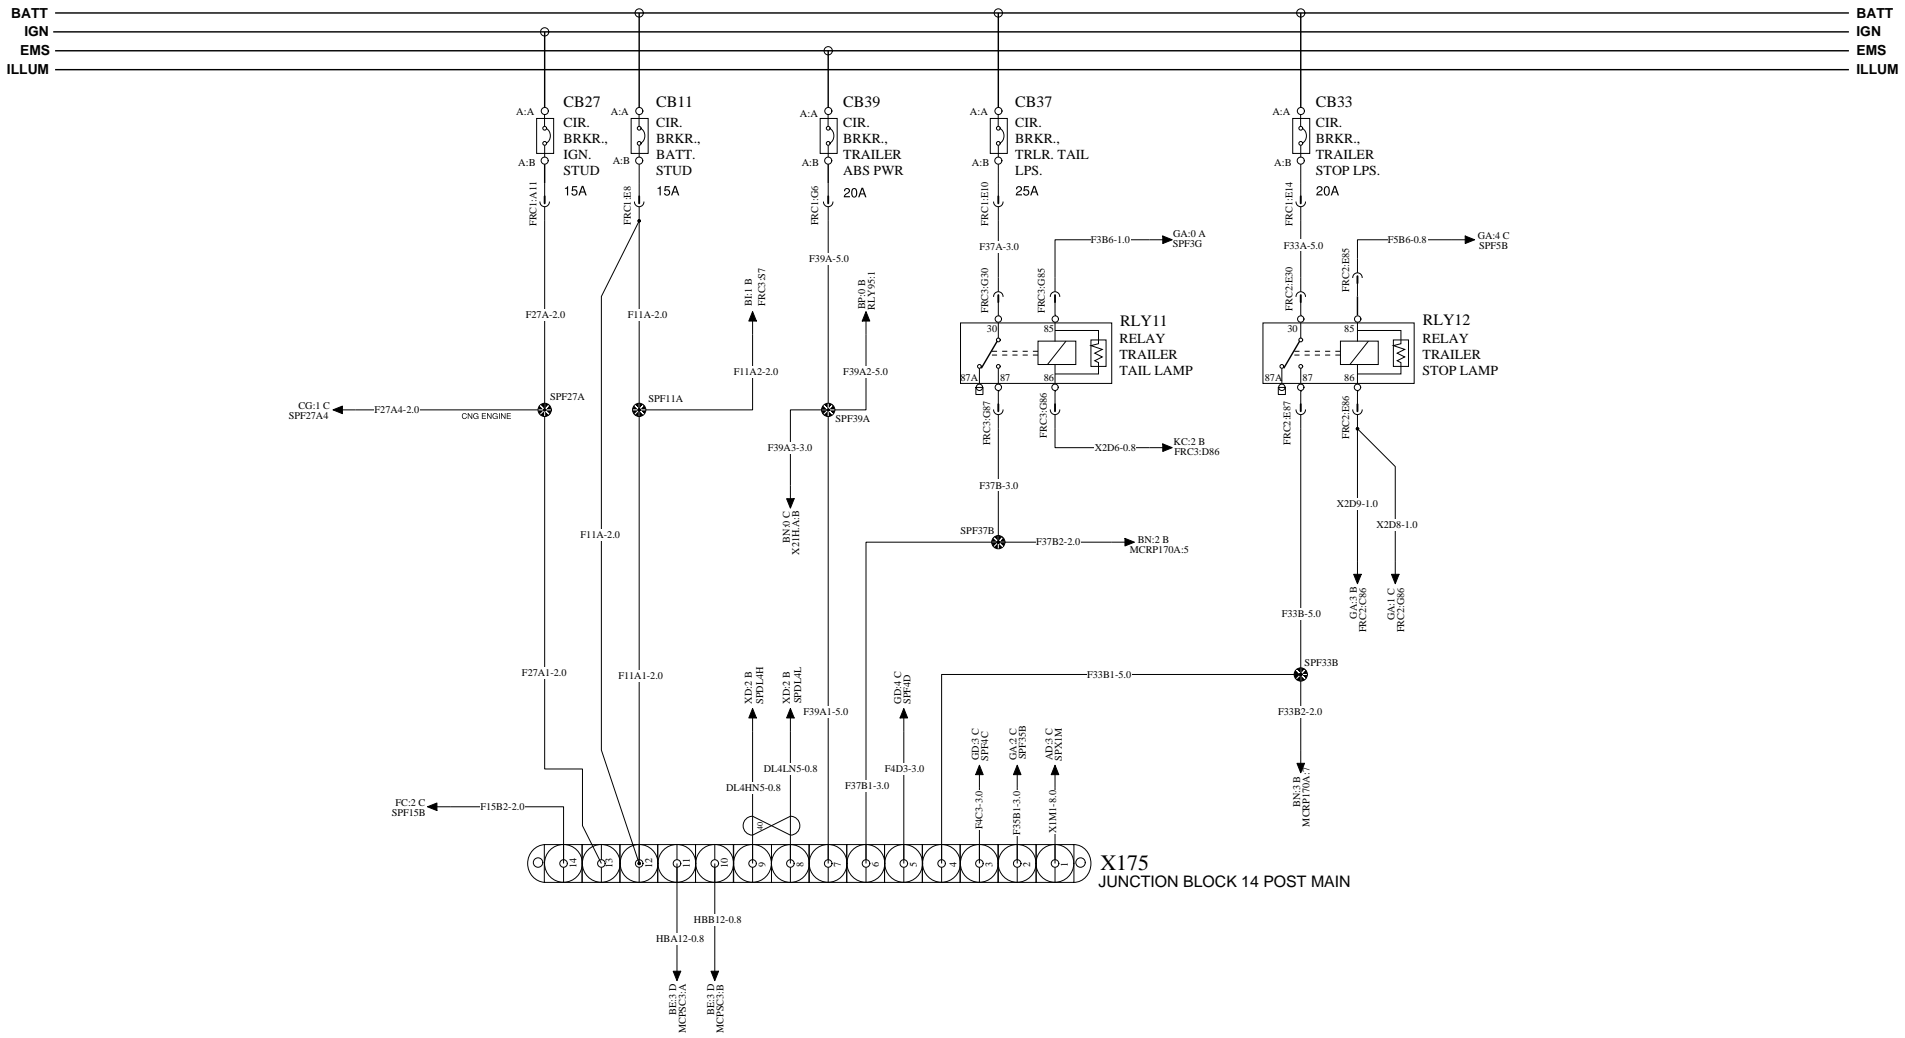 BATT
BATT
IGN
IGN
EMS
EMS
ILLUM
ILLUM
A:A
CB27
CIR.
BRKR.,
IGN.
STUD
15A
A:B
FRC1:A11
A:A
CB11
CIR.
BRKR.,
BATT.
STUD
15A
A:B
FRC1:E8
A:A
CB39
CIR.
BRKR.,
TRAILER
ABS PWR
20A
A:B
FRC1:G6
A:A
CB37
CIR.
BRKR.,
TRLR. TAIL
LPS.
25A
A:B
FRC1:E10
A:A
CB33
CIR.
BRKR.,
TRAILER
STOP LPS.
20A
A:B
FRC1:E14
F37A-3.0
F3B6-1.0
GA:0 A
SPF3G
F33A-5.0
F5B6-0.8
GA:4 C
SPF5B
F39A-5.0
FRC3:G30
FRC3:G85
FRC2:E30
FRC2:E85
BI:1 B
FRC3:S7
BP:0 B
RLY95:1
F27A-2.0
F11A-2.0
30
85
87A
87
86
RLY11
RELAY
TRAILER
TAIL LAMP
30
85
87A
87
86
RLY12
RELAY
TRAILER
STOP LAMP
F11A2-2.0
F39A2-5.0
CG:1 C
SPF27A4
F27A4-2.0
CNG ENGINE
SPF27A
SPF11A
SPF39A
FRC3:G87
FRC3:G86
FRC2:E87
FRC2:E86
F39A3-3.0
X2D6-0.8
KC:2 B
FRC3:D86
F37B-3.0
X2D9-1.0
X2D8-1.0
BN:0 C
X21H.A:B
F11A-2.0
SPF37B
F37B2-2.0
BN:2 B
MCRP170A:5
GA:3 B
FRC2:C86
GA:1 C
FRC2:G86
F33B-5.0
F27A1-2.0
F11A1-2.0
XD:2 B
SPDL4H
XD:2 B
SPDL4L
GD:4 C
SPF4D
F33B1-5.0
SPF33B
F39A1-5.0
F33B2-2.0
GD:3 C
SPF4C
GA:2 C
SPF35B
AD:3 C
SPX1M
DL4LN5-0.8
F4D3-3.0
DL4HN5-0.8
F37B1-3.0
BN:3 B
MCRP170A:7
FC:2 C
SPF15B
F15B2-2.0
40
F4C3-3.0
F35B1-3.0
X1M1-8.0
14
13
12
11
10
9
8
7
6
5
4
3
2
1
X175
JUNCTION BLOCK 14 POST MAIN
HBB12-0.8
HBA12-0.8
BE:3 D
MCPSC3:A
BE:3 D
MCPSC3:B